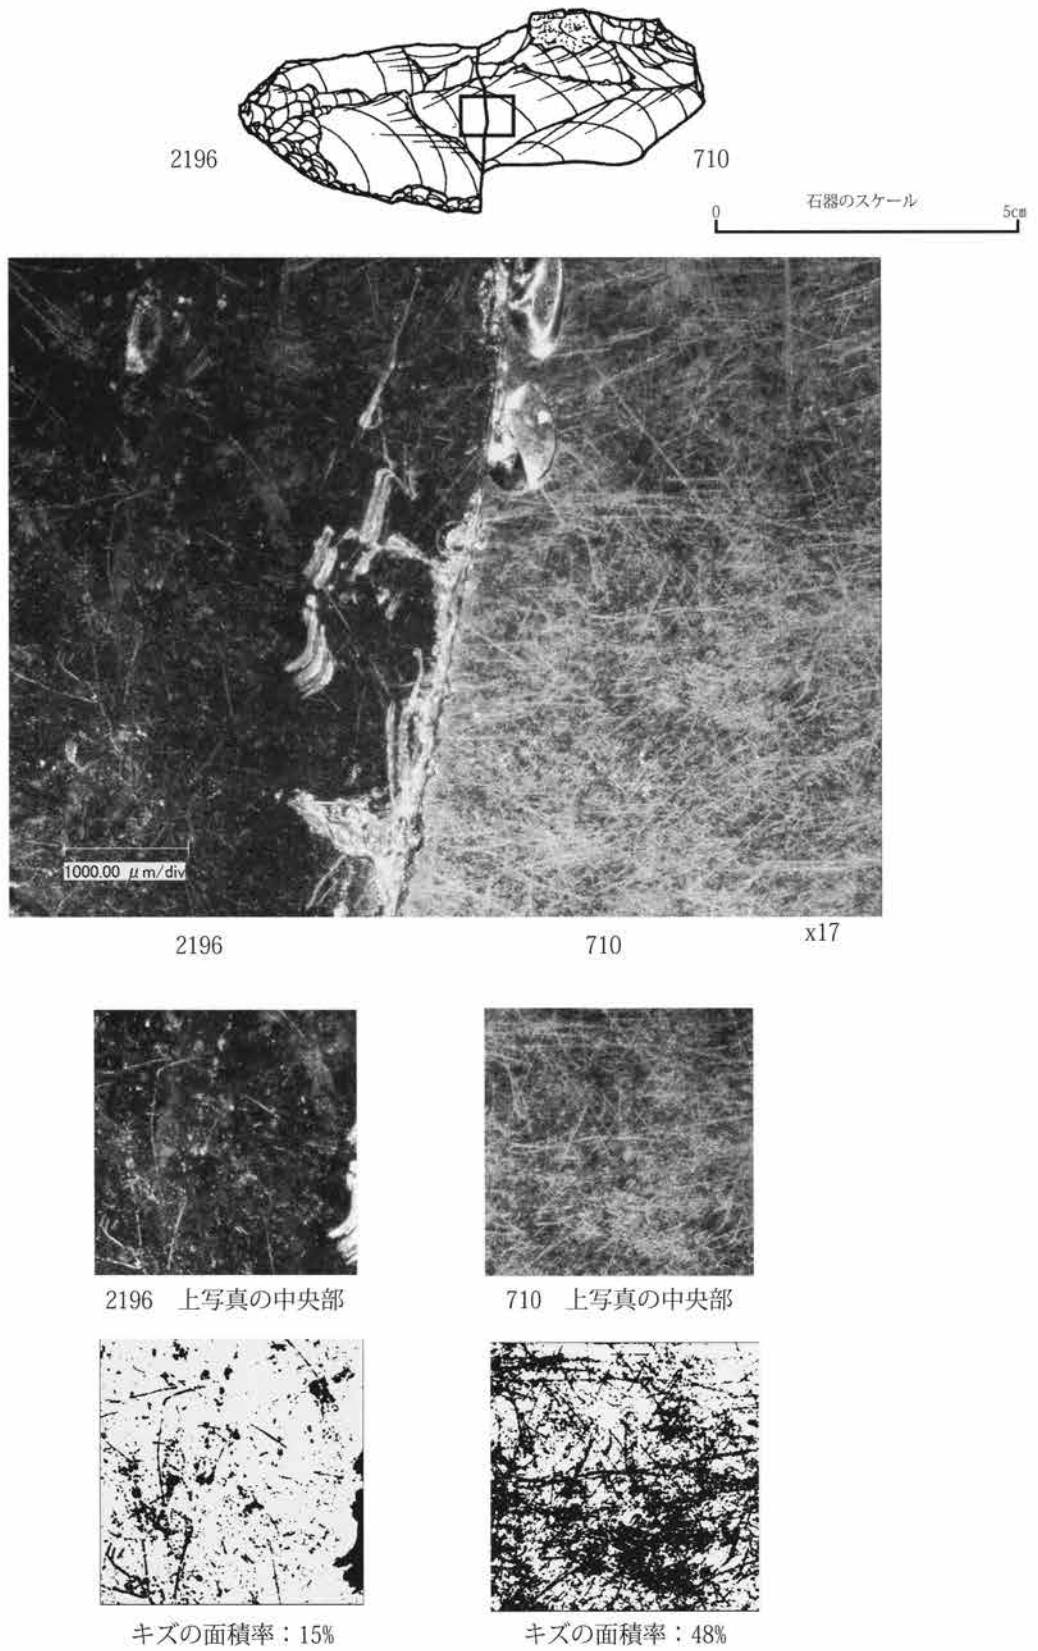 2196
710
石器のスケール
0 5cm
1000.00 μm/div
2196 710 x17
2196 上写真の中央部
710 上写真の中央部
キズの面積率：15%
キズの面積率：48%